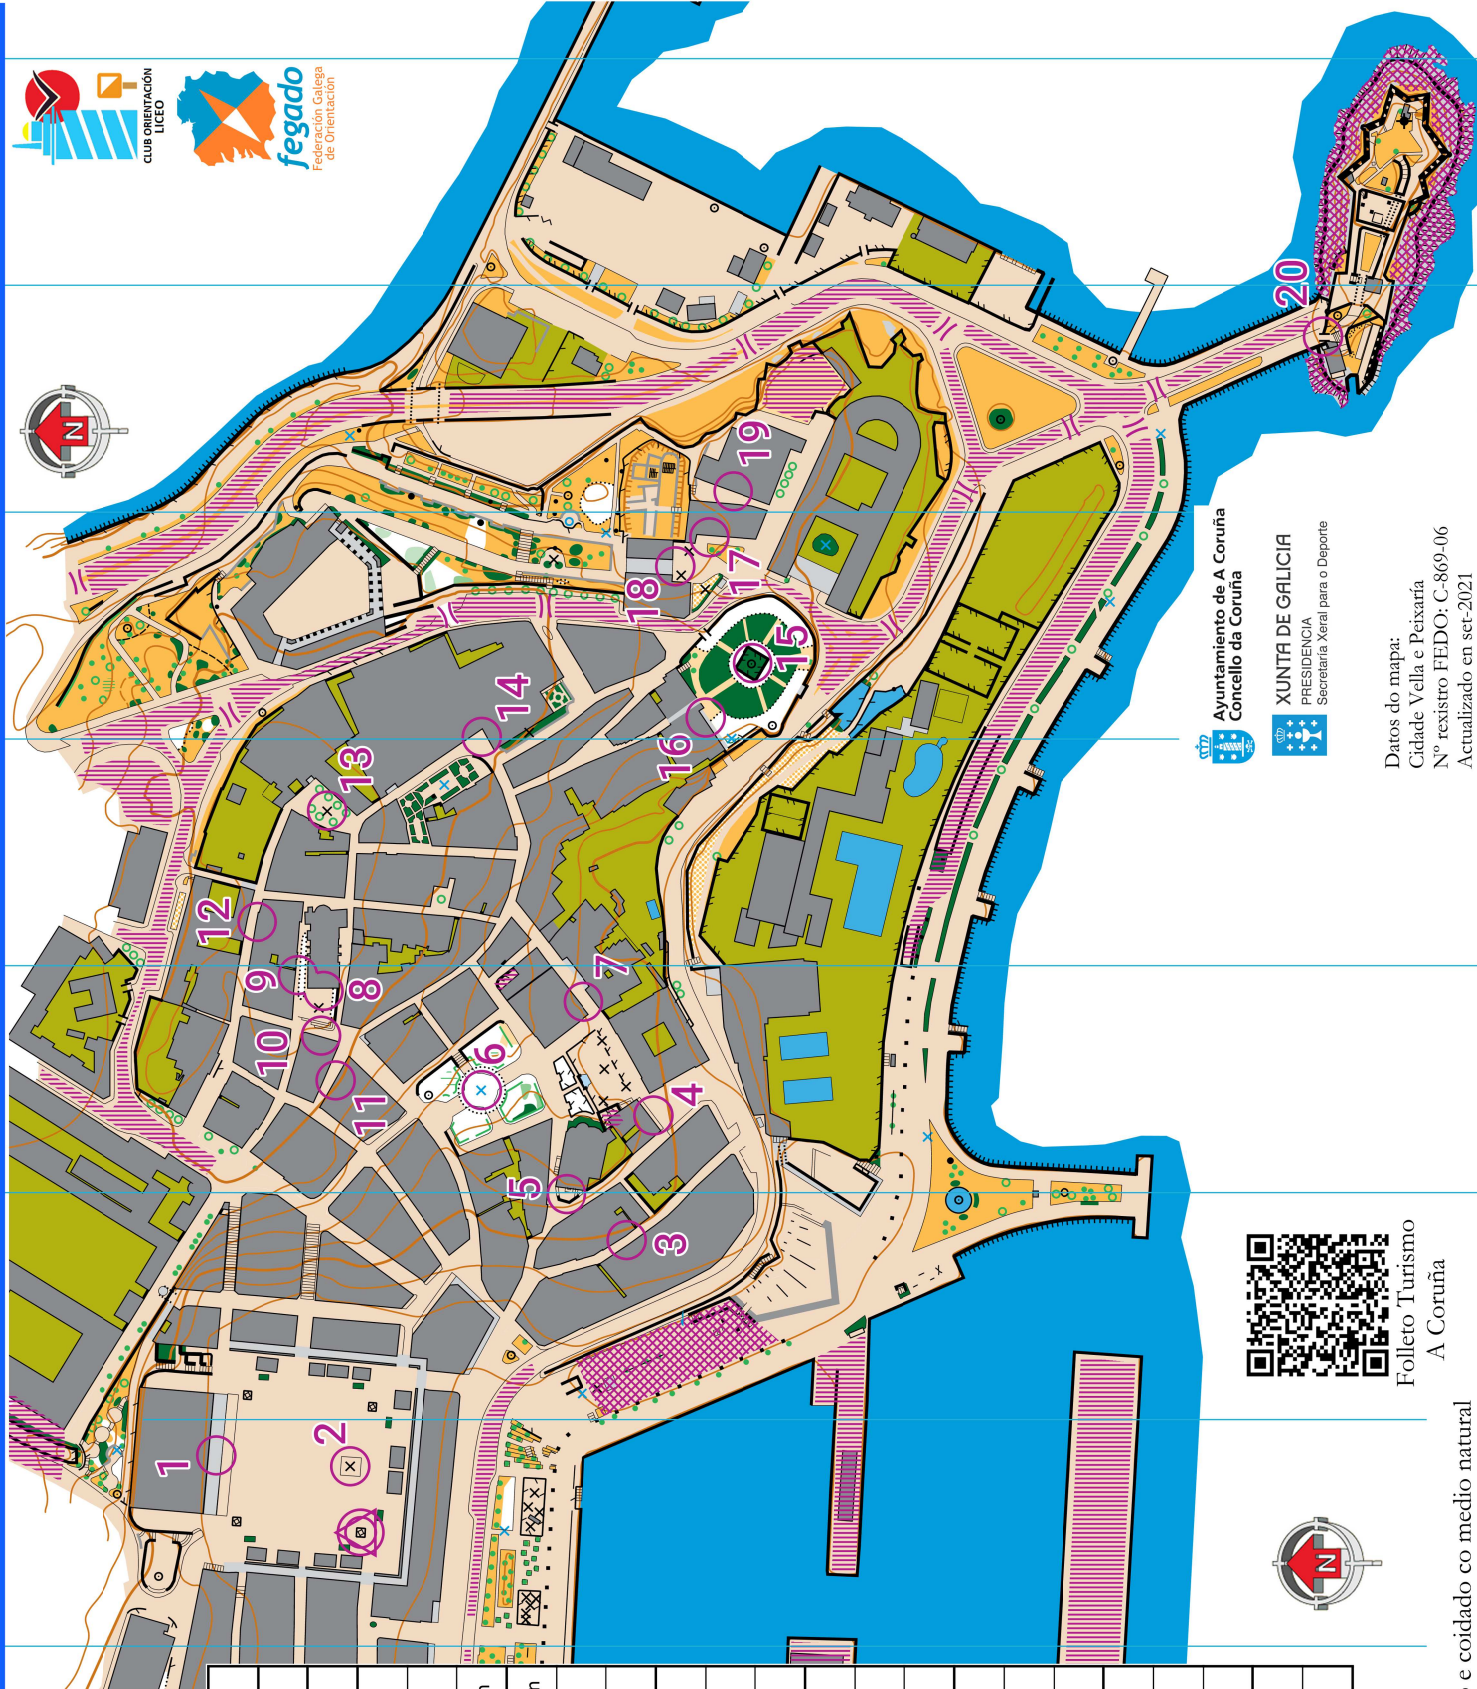 CLUB ORIENTACIÓN
LICEO
fegado
Federación Galega
de Orientación
N
20
19
18
17
15
14
16
13
12
9
8
7
10
6
11
4
5
3
1
2
Ayuntamiento de A Coruña
Concello da Coruña
XUNTA DE GALICIA
PRESIDENCIA
Secretaría Xeral para o Deporte
Datos do mapa:
Cidade Vella e Peixaría
Nº rexistro FEDO: C-869-06
Actualizado en set-2021
Folleto Turismo
A Coruña
N
e coidado co medio natural
n
n